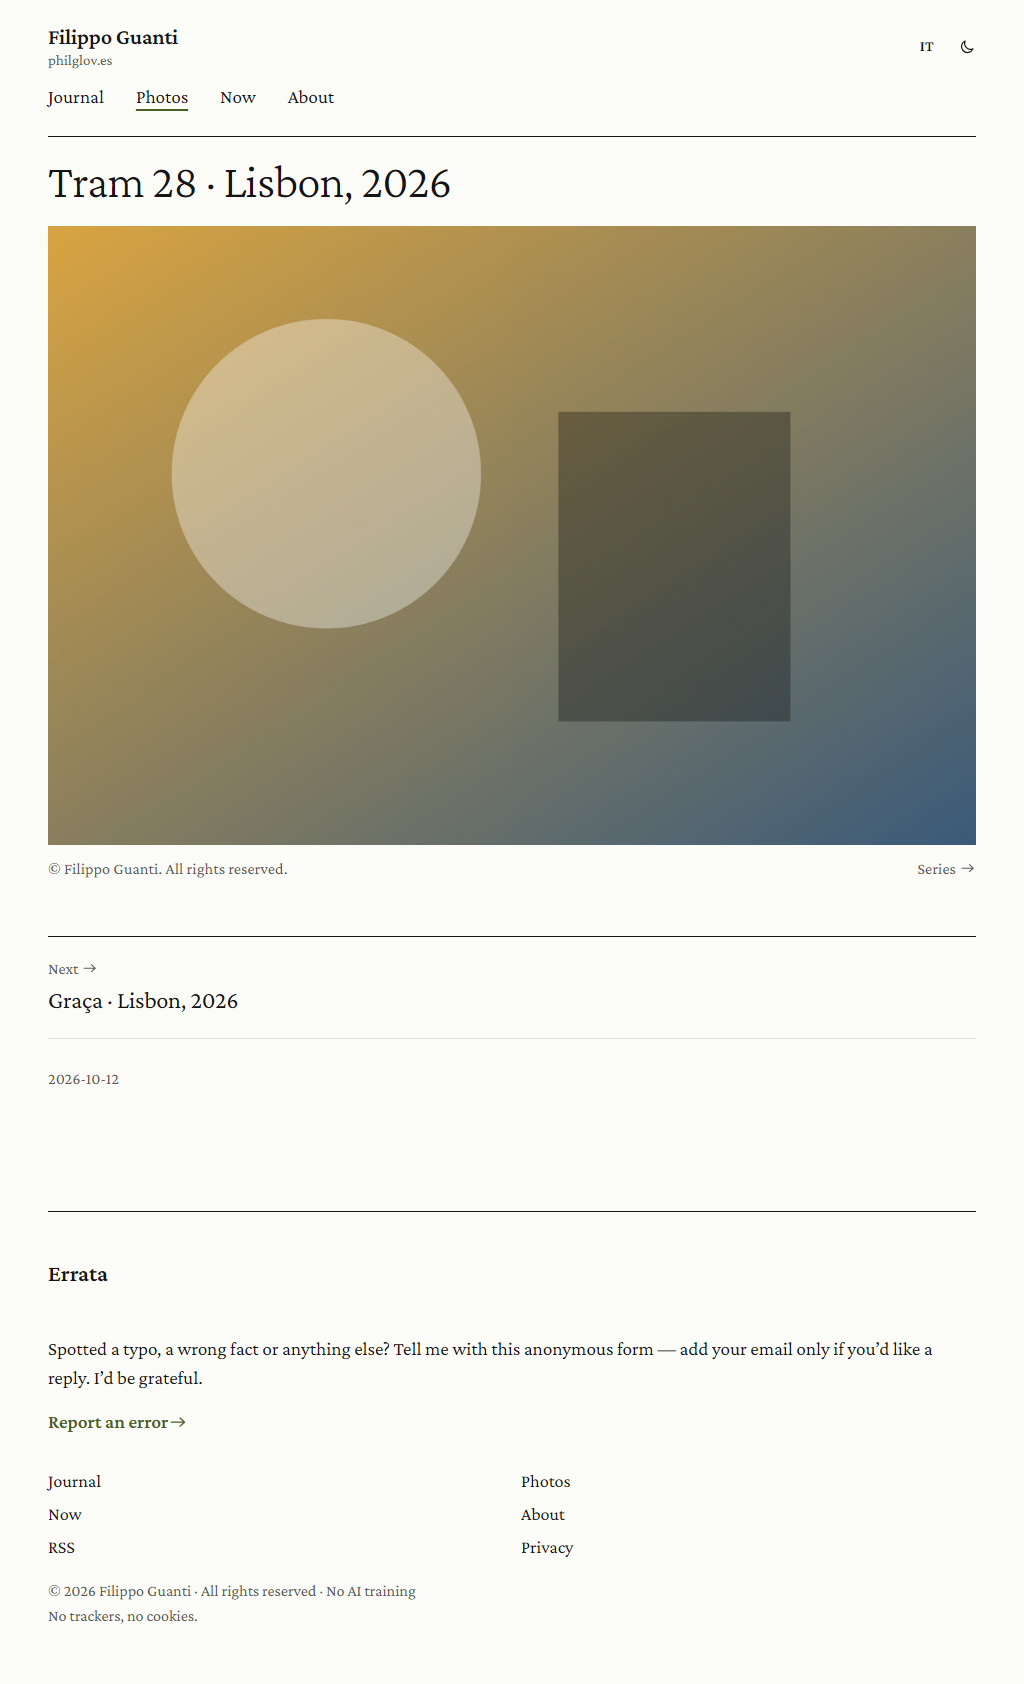 Filippo Guanti
philglov.es
IT
Journal Photos Now About
Tram 28 · Lisbon, 2026
© Filippo Guanti. All rights reserved.
Series →
Next →
Graça · Lisbon, 2026
2026-10-12
Errata
Spotted a typo, a wrong fact or anything else? Tell me with this anonymous form — add your email only if you’d like a
reply. I’d be grateful.
Report an error→
Journal
Photos
Now
About
RSS
Privacy
© 2026 Filippo Guanti · All rights reserved · No AI training
No trackers, no cookies.